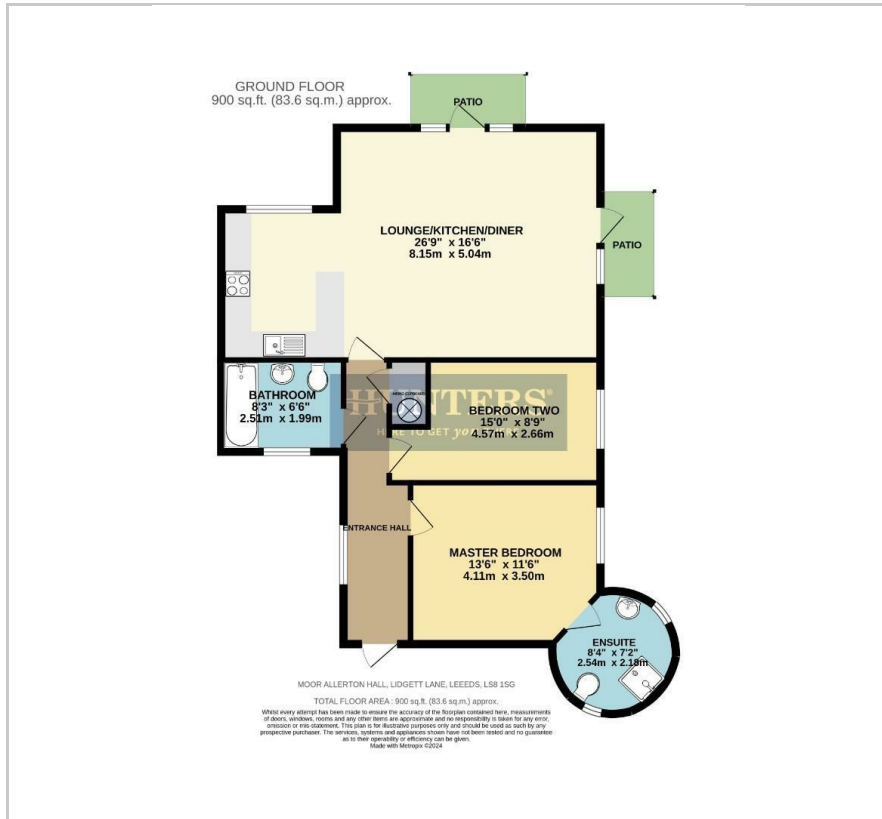 GROUND FLOOR
900 sq.ft. (83.6 sq.m.) approx.
PATIO
LOUNGE/KITCHEN/DINER
26'9" x 16'6"
8.15m x 5.04m
PATIO
BATHROOM
8'3" x 6'6"
2.51m x 1.99m
HUNTERS®
HERE TO GET you THERE
BEDROOM TWO
15'0" x 8'9"
4.57m x 2.66m
ENTRANCE HALL
MASTER BEDROOM
13'6" x 11'6"
4.11m x 3.50m
ENSUITE
8'4" x 7'2"
2.54m x 2.18m
MOOR ALLERTON HALL, LIDGETT LANE, LEEEDS, LS8 1SG
TOTAL FLOOR AREA : 900 sq.ft. (83.6 sq.m.) approx.
Whilst every attempt has been made to ensure the accuracy of the floorplan contained here, measurements
of doors, windows, rooms and any other items are approximate and no responsibility is taken for any error,
omission or mis-statement. This plan is for illustrative purposes only and should be used as such by any
prospective purchaser. The services, systems and appliances shown have not been tested and no guarantee
as to their operability or efficiency can be given.
Made with Metropix ©2024